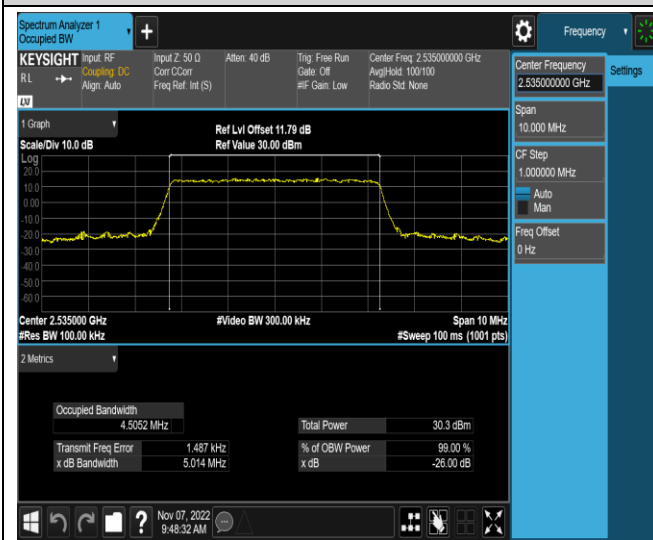 Spectrum Analyzer 1
Occupied BW
+
Frequency
KEYSIGHT
RL
LXI
Input: RF
Coupling: DC
Align: Auto
Input Z: 50 Ω
Corr CCorr
Freq Ref: Int (S)
Atten: 40 dB
Trig: Free Run
Gate: Off
#IF Gain: Low
Center Freq: 2.535000000 GHz
Avg|Hold: 100/100
Radio Std: None
Center Frequency
2.535000000 GHz
Settings
Span
10.000 MHz
CF Step
1.000000 MHz
Auto
Man
Freq Offset
0 Hz
1 Graph
Scale/Div 10.0 dB
Ref Lvl Offset 11.79 dB
Ref Value 30.00 dBm
Log
20.0
10.0
0.00
-10.0
-20.0
-30.0
-40.0
-50.0
-60.0
Center 2.535000 GHz
#Video BW 300.00 kHz
Span 10 MHz
#Res BW 100.00 kHz
#Sweep 100 ms (1001 pts)
2 Metrics
Occupied Bandwidth
4.5052 MHz
Total Power 30.3 dBm
Transmit Freq Error 1.487 kHz
% of OBW Power 99.00 %
x dB Bandwidth 5.014 MHz
x dB -26.00 dB
?
Nov 07, 2022
9:48:32 AM